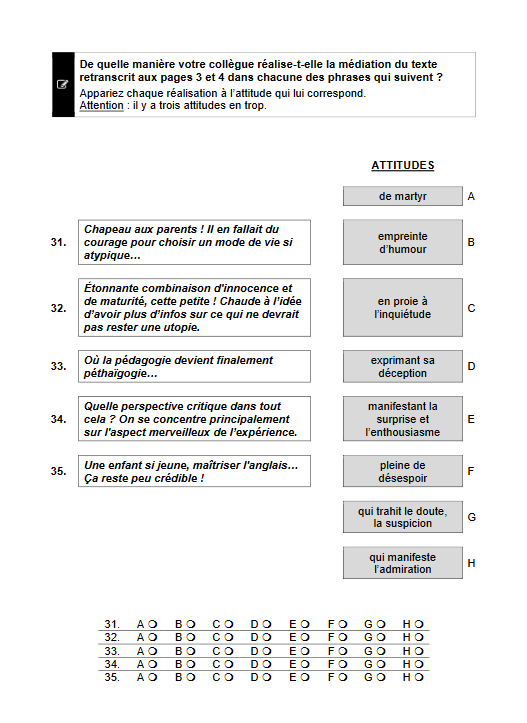 De quelle manière votre collègue réalise-t-elle la médiation du texte
retranscrit aux pages 3 et 4 dans chacune des phrases qui suivent ?
Appariez chaque réalisation à l'attitude qui lui correspond.
Attention : il y a trois attitudes en trop.
ATTITUDES
de martyr A
31. Chapeau aux parents ! Il en fallait du
courage pour choisir un mode de vie si
atypique…
empreinte
d'humour
B
32. Étonnante combinaison d'innocence et
de maturité, cette petite ! Chaude à l'idée
d'avoir plus d'infos sur ce qui ne devrait
pas rester une utopie.
en proie à
l'inquiétude
C
33. Où la pédagogie devient finalement
péthaïgogie…
exprimant sa
déception
D
34. Quelle perspective critique dans tout
cela ? On se concentre principalement
sur l'aspect merveilleux de l'expérience.
manifestant la
surprise et
l'enthousiasme
E
35. Une enfant si jeune, maîtriser l'anglais…
Ça reste peu crédible !
pleine de
désespoir
F
qui trahit le doute,
la suspicion
G
qui manifeste
l'admiration
H
31. A B C D E F G H
32. A B C D E F G H
33. A B C D E F G H
34. A B C D E F G H
35. A B C D E F G H